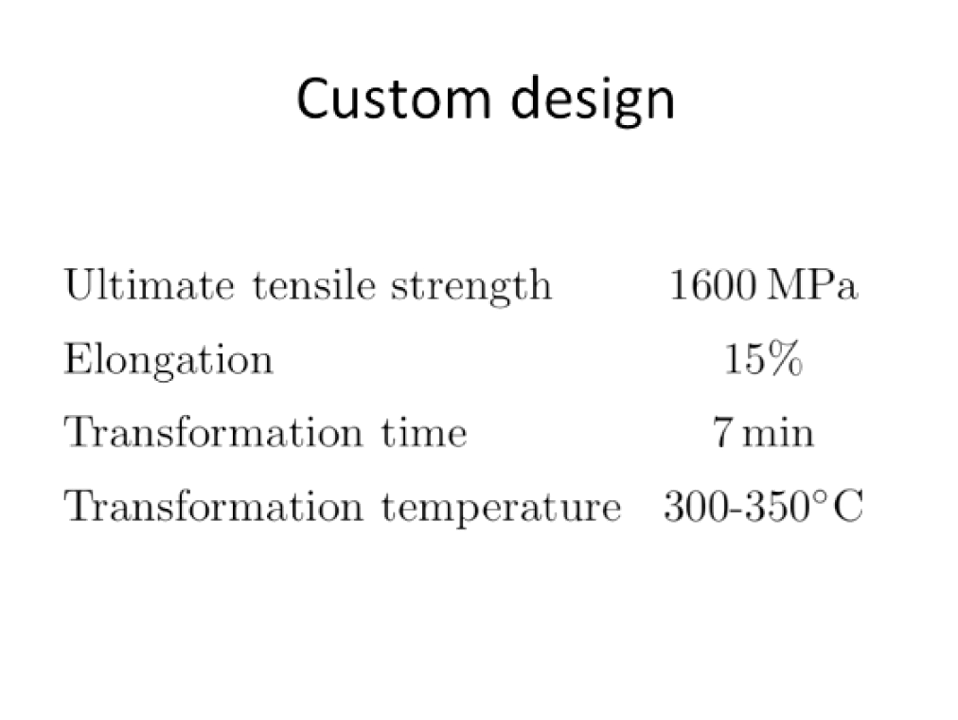 Custom design
Ultimate tensile strength 1600 MPa
Elongation 15%
Transformation time 7 min
Transformation temperature 300-350°C